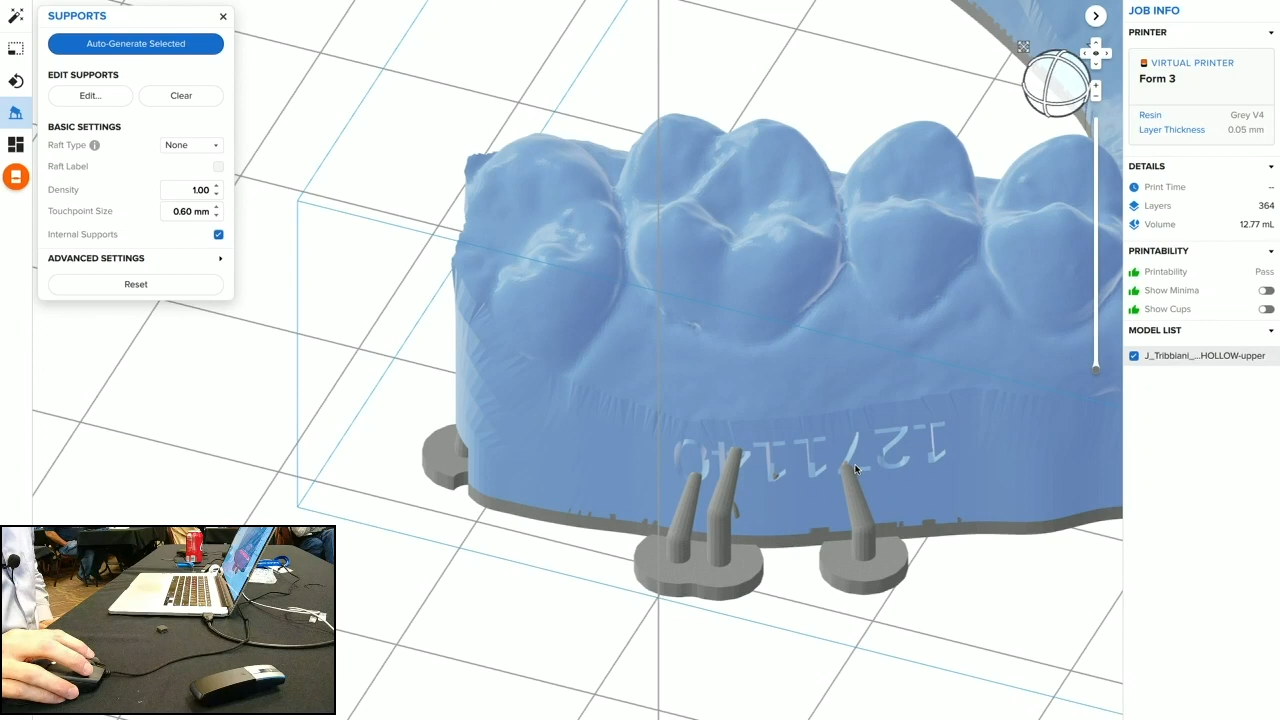 SUPPORTS
Auto-Generate Selected
EDIT SUPPORTS
Edit...
Clear
BASIC SETTINGS
Raft Type
None
Raft Label
Density
1.00
Touchpoint Size
0.60 mm
Internal Supports
ADVANCED SETTINGS
Reset
1271140
JOB INFO
PRINTER
VIRTUAL PRINTER
Form 3
Resin
Grey V4
Layer Thickness
0.05 mm
DETAILS
Print Time
--
Layers
364
Volume
12.77 mL
PRINTABILITY
Printability
Pass
Show Minima
Show Cups
MODEL LIST
J_Tribbiani_...HOLLOW-upper